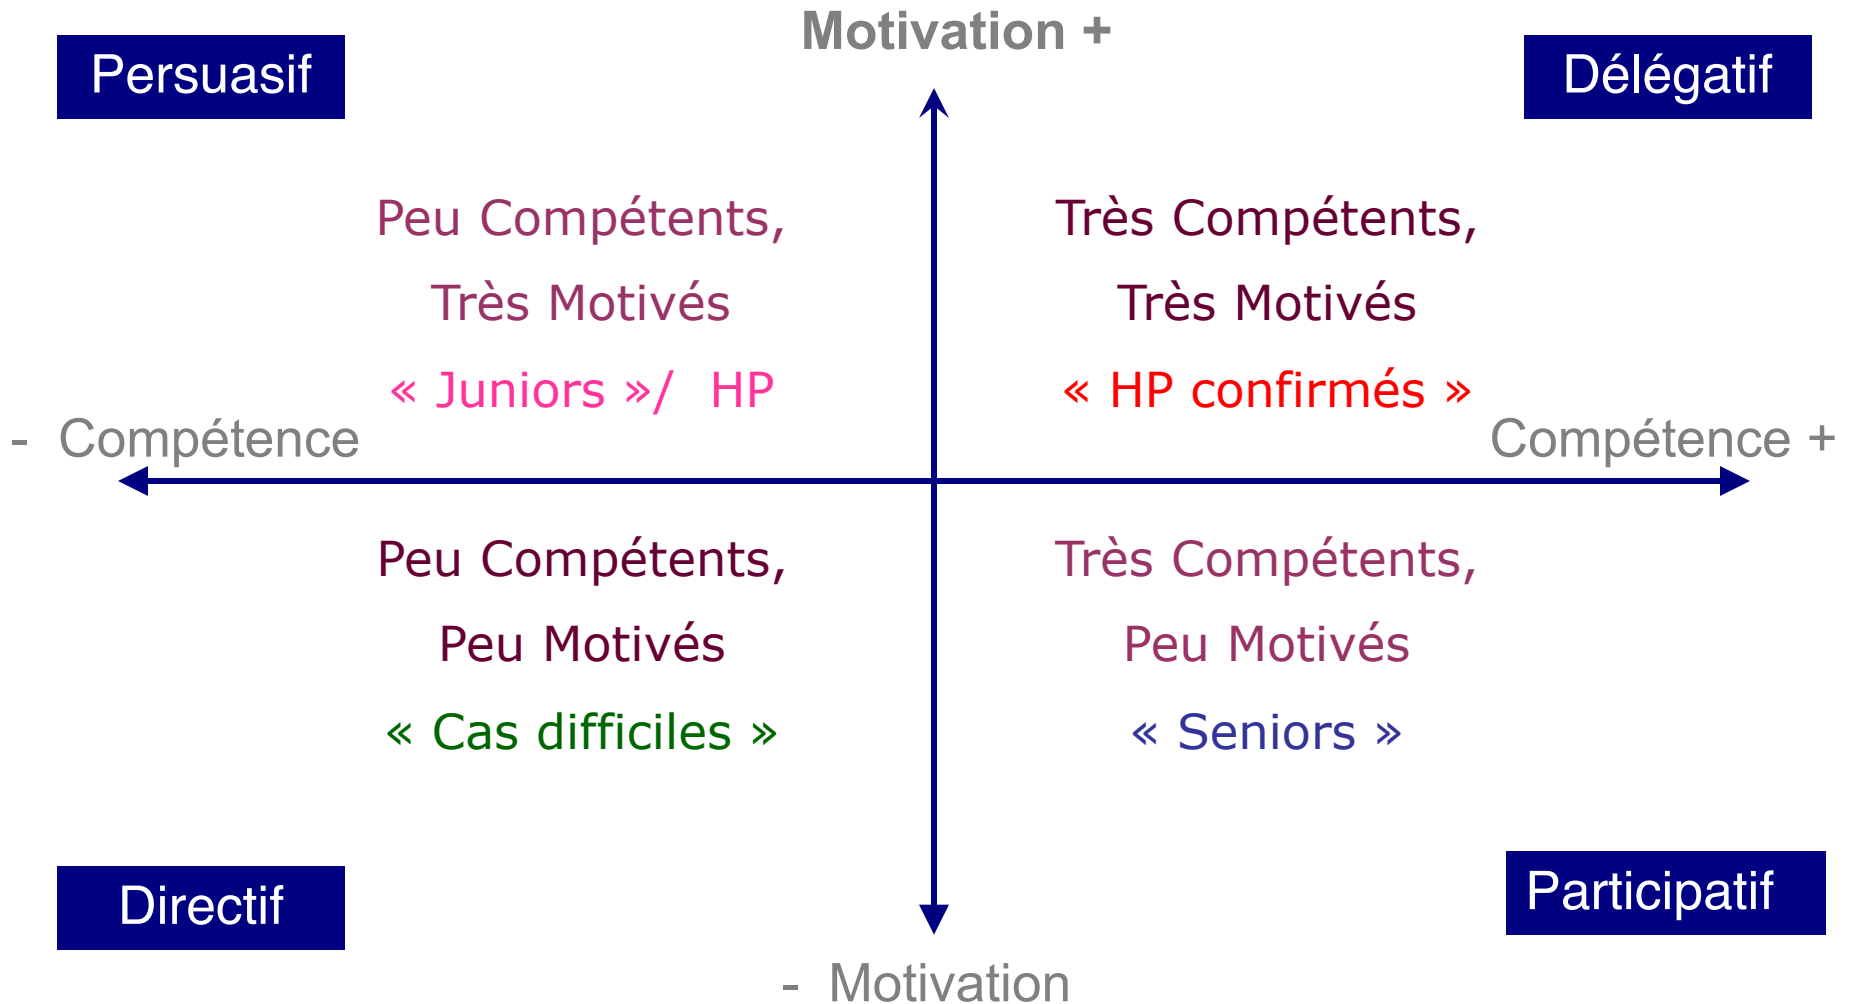 Motivation +
Persuasif
Délégatif
Peu Compétents,
Très Motivés
« Juniors »/ HP
Très Compétents,
Très Motivés
« HP confirmés »
- Compétence
Compétence +
Peu Compétents,
Peu Motivés
« Cas difficiles »
Très Compétents,
Peu Motivés
« Seniors »
Directif
Participatif
- Motivation